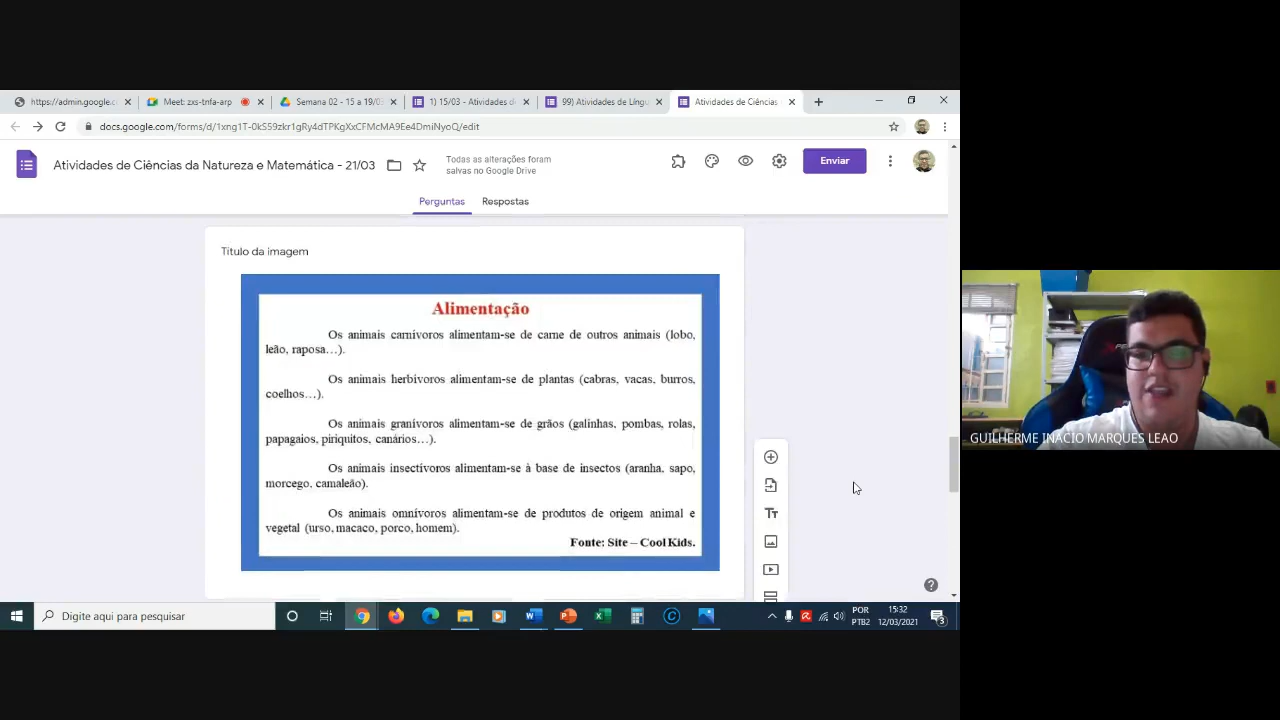 https://admin.google.c
Meet: zxs-tnfa-arp
Semana 02 - 15 a 19/03
1) 15/03 - Atividades de
99) Atividades de Língu
Atividades de Ciências
docs.google.com/forms/d/1xng1T-0kS59zkr1gRy4dTPKgXxCFMcMA9Ee4DmiNyoQ/edit
Atividades de Ciências da Natureza e Matemática - 21/03
Todas as alterações foram
salvas no Google Drive
Enviar
Perguntas
Respostas
Título da imagem
Alimentação
Os animais carnívoros alimentam-se de carne de outros animais (lobo,
leão, raposa…).
Os animais herbívoros alimentam-se de plantas (cabras, vacas, burros,
coelhos…).
Os animais granívoros alimentam-se de grãos (galinhas, pombas, rolas,
papagaios, piriquitos, canários…).
Os animais insectívoros alimentam-se à base de insectos (aranha, sapo,
morcego, camaleão).
Os animais omnívoros alimentam-se de produtos de origem animal e
vegetal (urso, macaco, porco, homem).
Fonte: Site – Cool Kids.
GUILHERME INACIO MARQUES LEAO
Digite aqui para pesquisar
POR
PTB2
15:32
12/03/2021
3